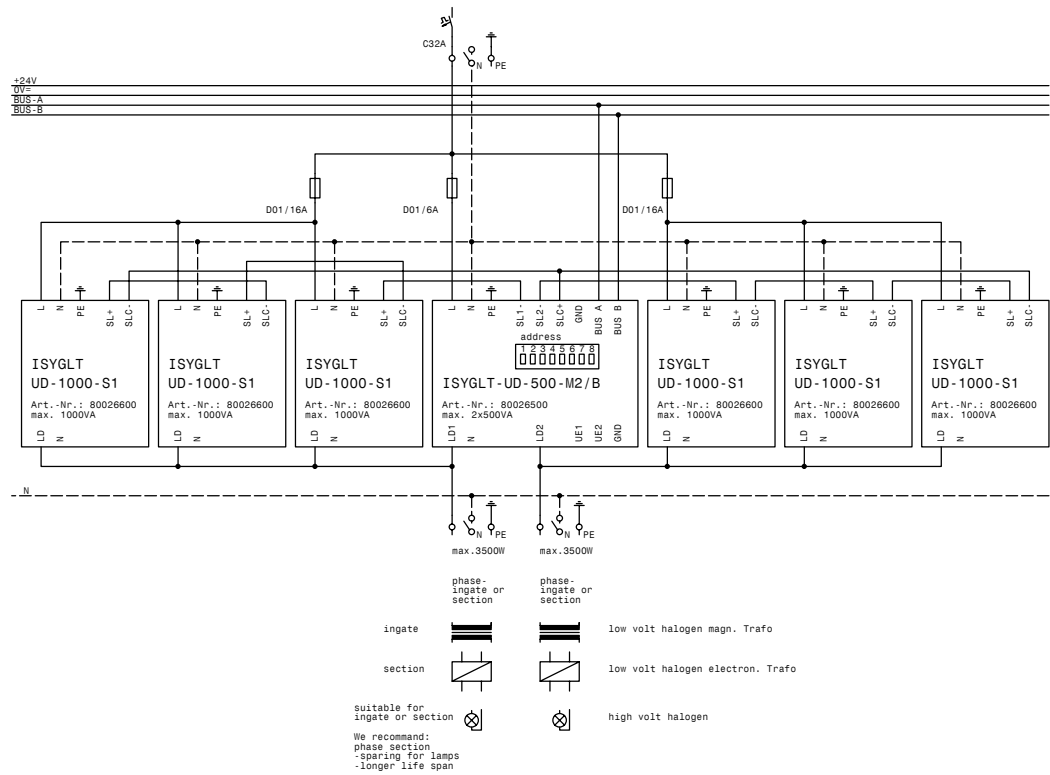 C32A
N
PE
+24V
0V=
BUS-A
BUS-B
D01/16A
D01/6A
D01/16A
L
N
PE
SL+
SLC-
L
N
PE
SL+
SLC-
L
N
PE
SL+
SLC-
L
N
PE
SL1-
SL2-
SLC+
GND
BUS A
BUS B
L
N
PE
SL+
SLC-
L
N
PE
SL+
SLC-
L
N
PE
SL+
SLC-
address
1 2 3 4 5 6 7 8
ISYGLT
UD-1000-S1
Art.-Nr.: 80026600
max. 1000VA
LD
N
ISYGLT
UD-1000-S1
Art.-Nr.: 80026600
max. 1000VA
LD
N
ISYGLT
UD-1000-S1
Art.-Nr.: 80026600
max. 1000VA
LD
N
ISYGLT-UD-500-M2/B
Art.-Nr.: 80026500
max. 2x500VA
LD1
N
LD2
UE1
UE2
GND
ISYGLT
UD-1000-S1
Art.-Nr.: 80026600
max. 1000VA
LD
N
ISYGLT
UD-1000-S1
Art.-Nr.: 80026600
max. 1000VA
LD
N
ISYGLT
UD-1000-S1
Art.-Nr.: 80026600
max. 1000VA
LD
N
N
N
PE
N
PE
max.3500W
max.3500W
phase-
ingate or
section
phase-
ingate or
section
ingate
low volt halogen magn. Trafo
section
low volt halogen electron. Trafo
suitable for
ingate or section
high volt halogen
We recommand:
phase section
-sparing for lamps
-longer life span